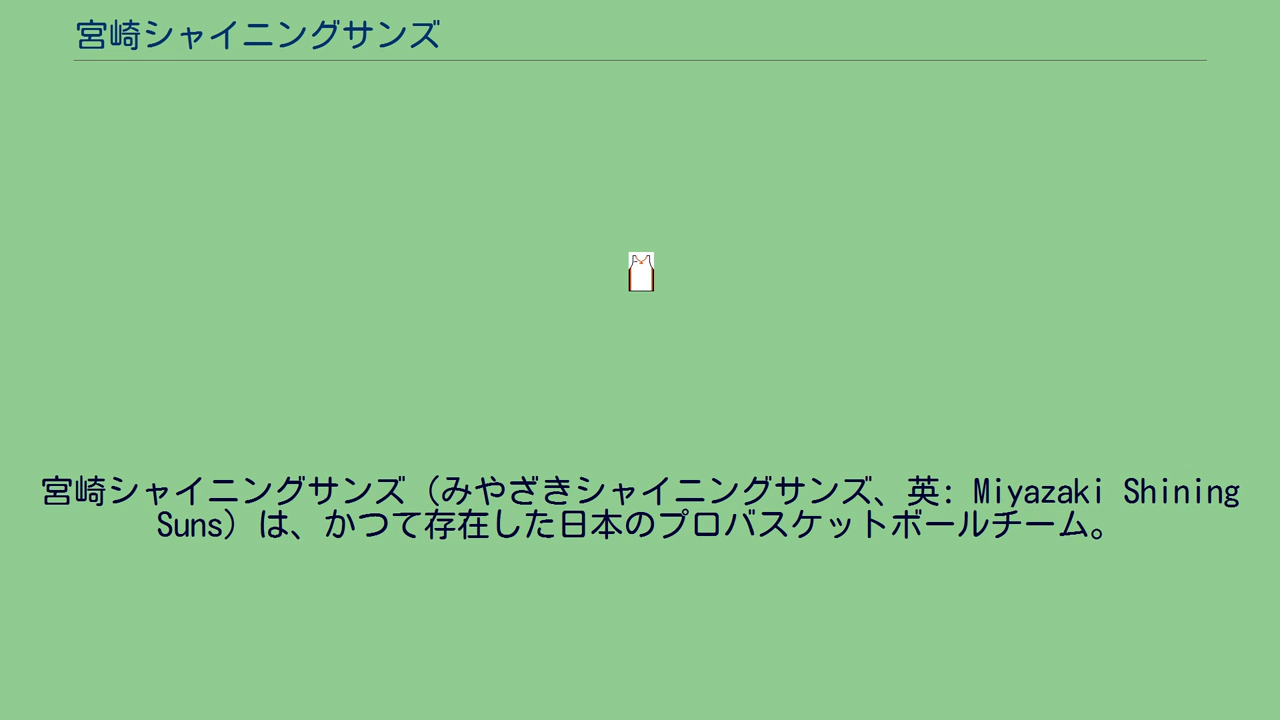 宮崎シャイニングサンズ
宮崎シャイニングサンズ（みやざきシャイニングサンズ、英: Miyazaki Shining
Suns）は、かつて存在した日本のプロバスケットボールチーム。